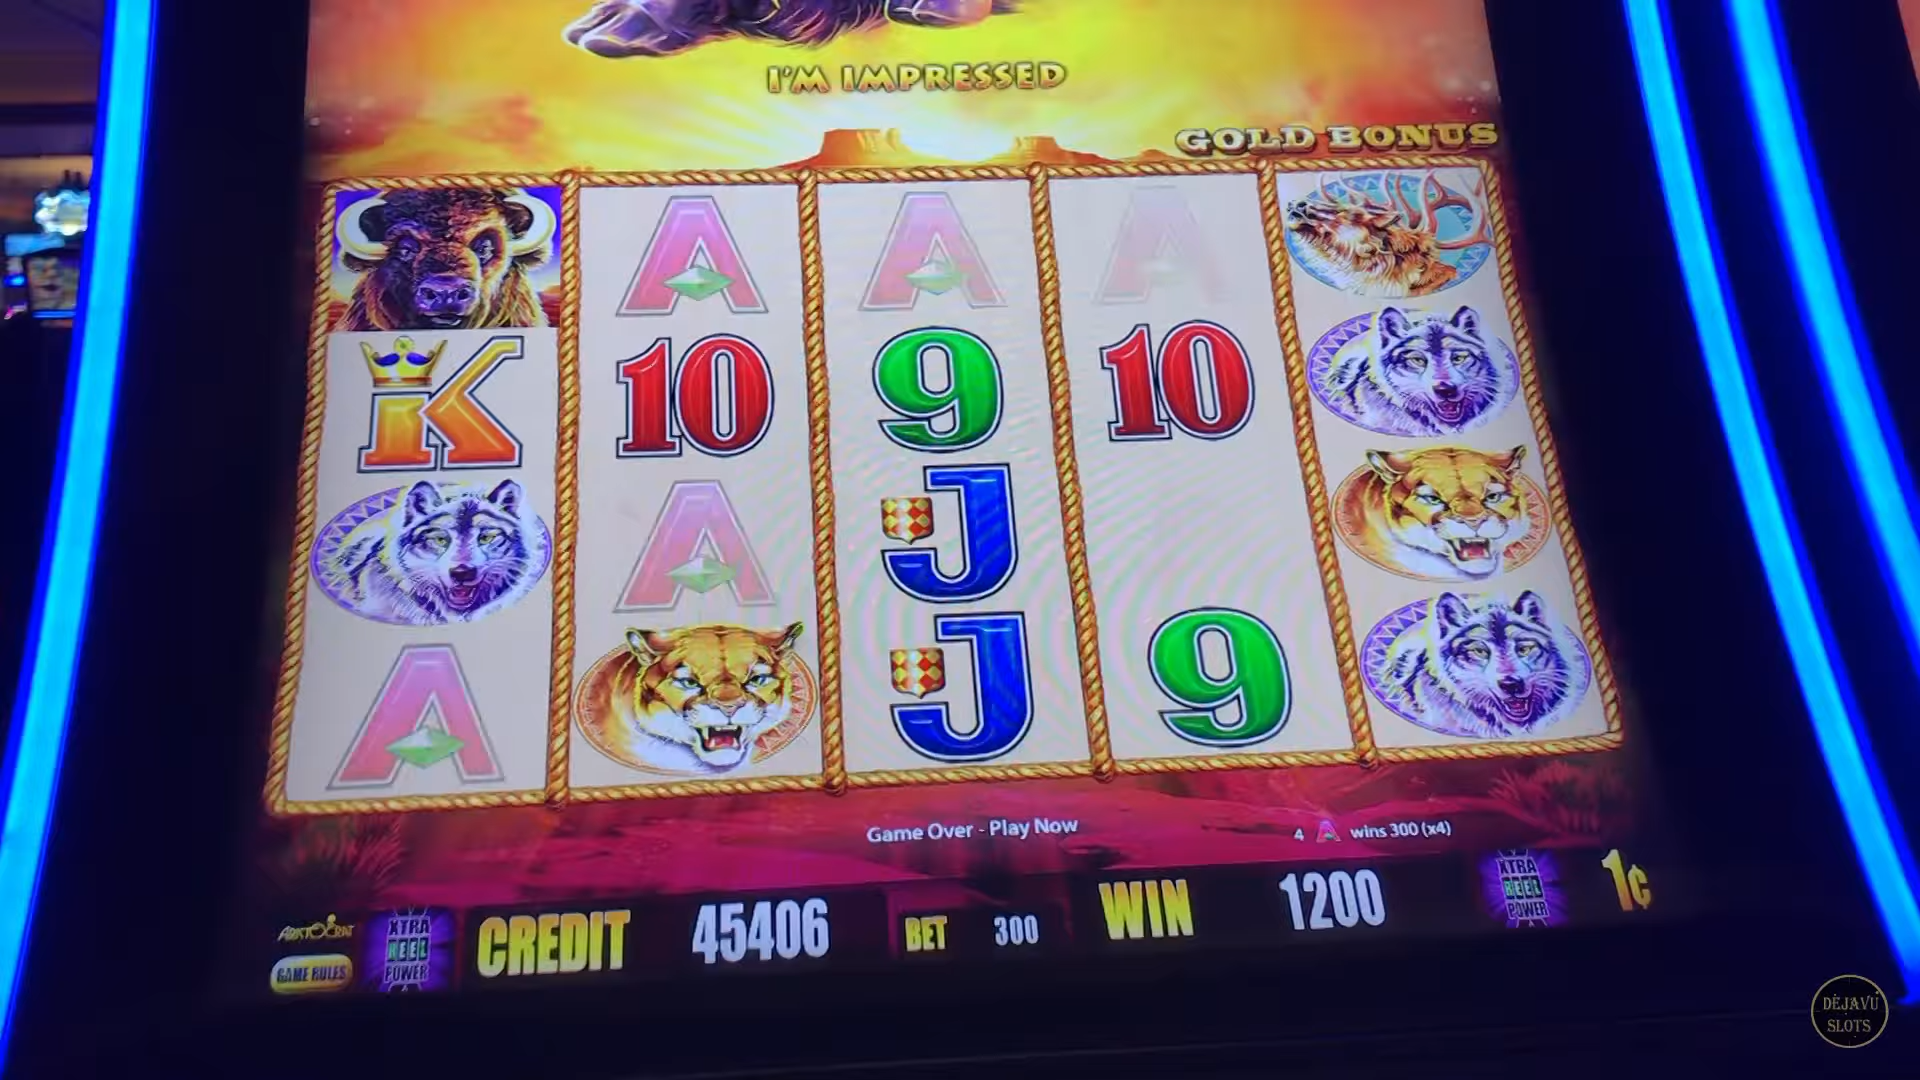 I'M IMPRESSED
GOLD BONUS
A A A
K 10 9 10
A J
A J 9
Game Over - Play Now
4 A wins 300 (x4)
ARISTOCRAT
GAME RULES
XTRA
REEL
POWER
CREDIT 45406 BET 300 WIN 1200
XTRA
REEL
POWER
1¢
DEJAVU
SLOTS